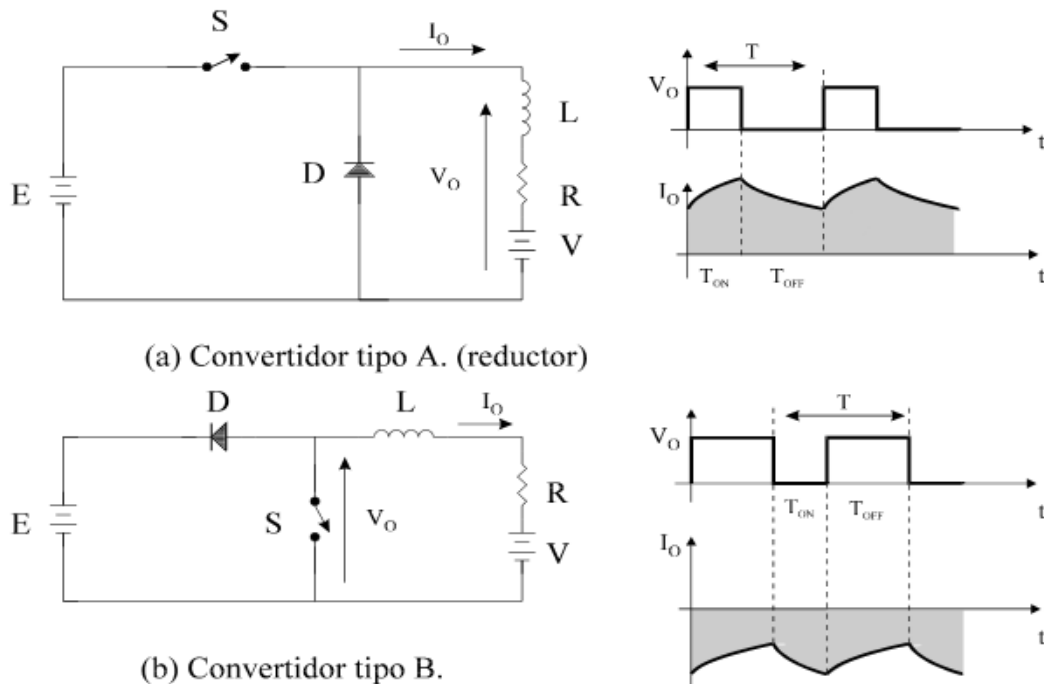 S
I_O
T
V_O
t
L
D
V_O
E
R
V
I_O
T_ON T_OFF
t
(a) Convertidor tipo A. (reductor)
D
L
I_O
T
V_O
T_ON T_OFF
t
R
E
S
V_O
V
I_O
t
(b) Convertidor tipo B.